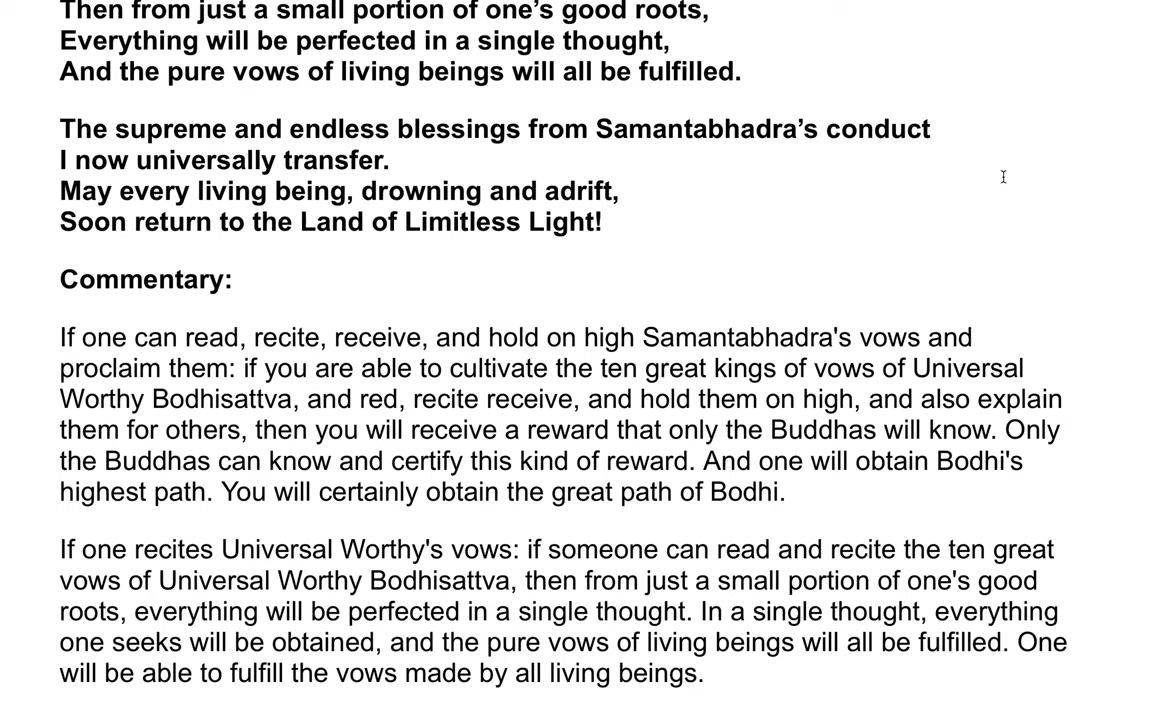 Then from just a small portion of one’s good roots,
Everything will be perfected in a single thought,
And the pure vows of living beings will all be fulfilled.
The supreme and endless blessings from Samantabhadra’s conduct
I now universally transfer.
May every living being, drowning and adrift,
Soon return to the Land of Limitless Light!
Commentary:
If one can read, recite, receive, and hold on high Samantabhadra's vows and
proclaim them: if you are able to cultivate the ten great kings of vows of Universal
Worthy Bodhisattva, and red, recite receive, and hold them on high, and also explain
them for others, then you will receive a reward that only the Buddhas will know. Only
the Buddhas can know and certify this kind of reward. And one will obtain Bodhi's
highest path. You will certainly obtain the great path of Bodhi.
If one recites Universal Worthy's vows: if someone can read and recite the ten great
vows of Universal Worthy Bodhisattva, then from just a small portion of one's good
roots, everything will be perfected in a single thought. In a single thought, everything
one seeks will be obtained, and the pure vows of living beings will all be fulfilled. One
will be able to fulfill the vows made by all living beings.